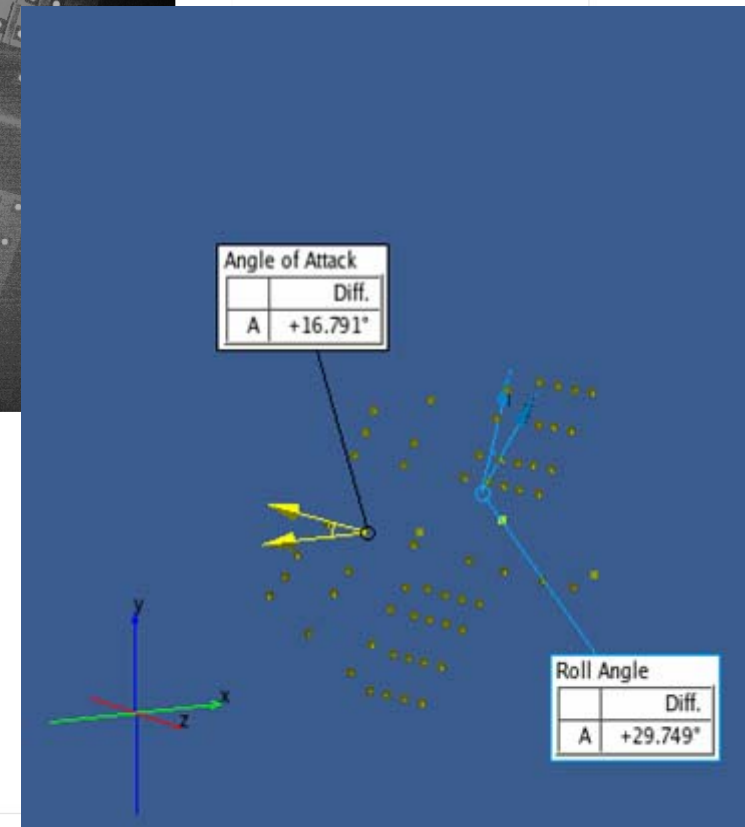 Angle of Attack
Diff.
A +16.791°
y
x
z
Roll Angle
Diff.
A +29.749°